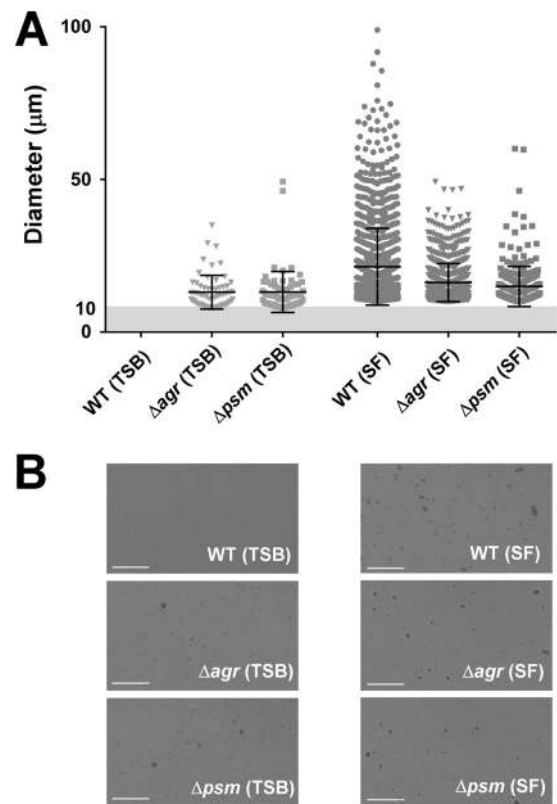 A
100
50
10
0
Diameter (μm)
WT (TSB)
Δagr (TSB)
Δpsm (TSB)
WT (SF)
Δagr (SF)
Δpsm (SF)
B
WT (TSB)
WT (SF)
Δagr (TSB)
Δagr (SF)
Δpsm (TSB)
Δpsm (SF)